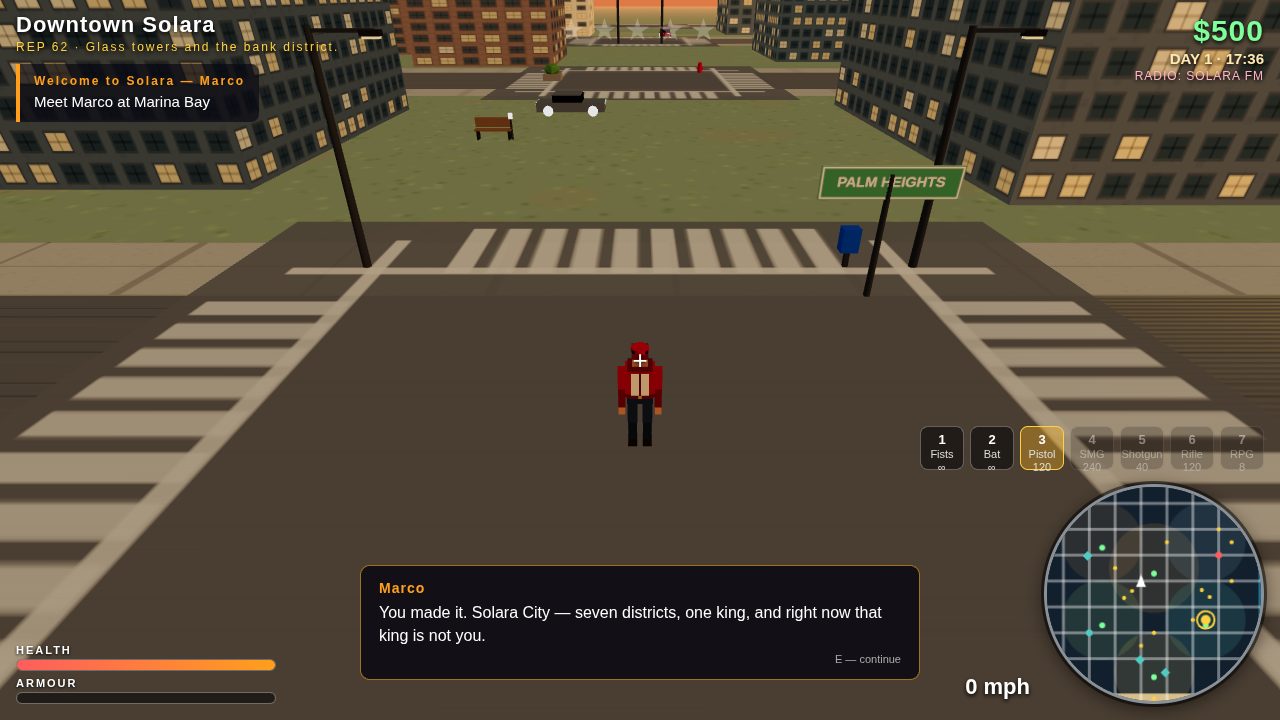 Downtown Solara
REP 62 · Glass towers and the bank district.
Welcome to Solara — Marco
Meet Marco at Marina Bay
$500
DAY 1 · 17:36
RADIO: SOLARA FM
PALM HEIGHTS
1
Fists
∞
2
Bat
∞
3
Pistol
120
4
SMG
240
5
Shotgun
40
6
Rifle
120
7
RPG
8
Marco
You made it. Solara City — seven districts, one king, and right now that
king is not you.
E — continue
HEALTH
ARMOUR
0 mph